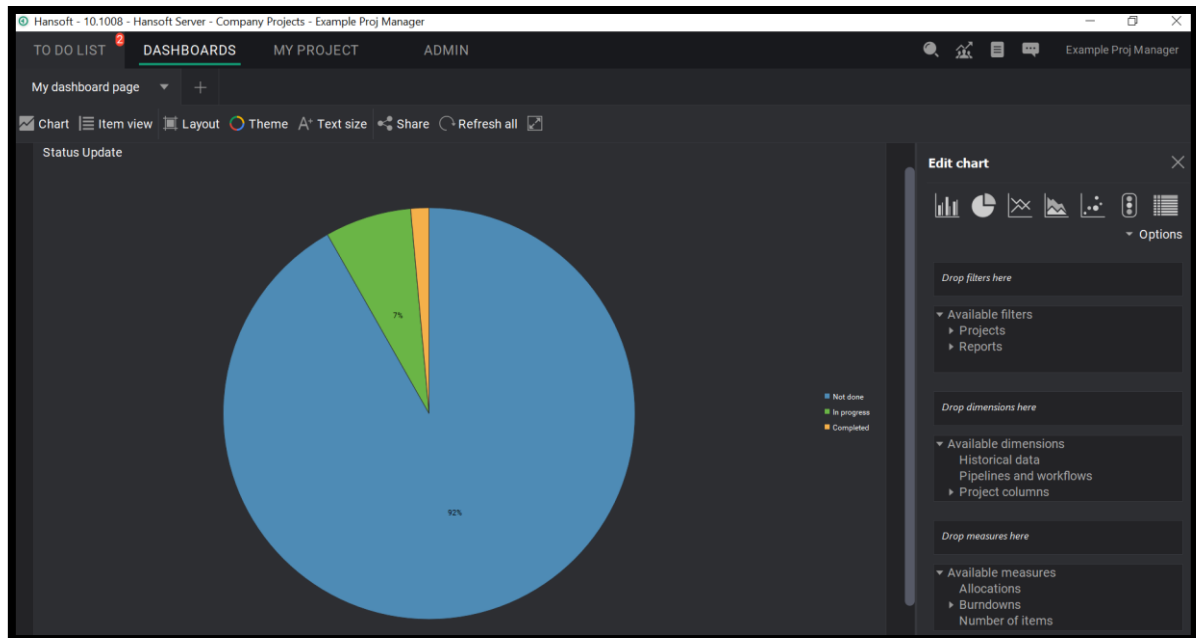 Hansoft - 10.1008 - Hansoft Server - Company Projects - Example Proj Manager
TO DO LIST 2 DASHBOARDS MY PROJECT ADMIN Example Proj Manager
My dashboard page
Chart Item view Layout Theme A+ Text size Share Refresh all
Status Update
7%
92%
Not done
In progress
Completed
Edit chart
Options
Drop filters here
Available filters
Projects
Reports
Drop dimensions here
Available dimensions
Historical data
Pipelines and workflows
Project columns
Drop measures here
Available measures
Allocations
Burndowns
Number of items